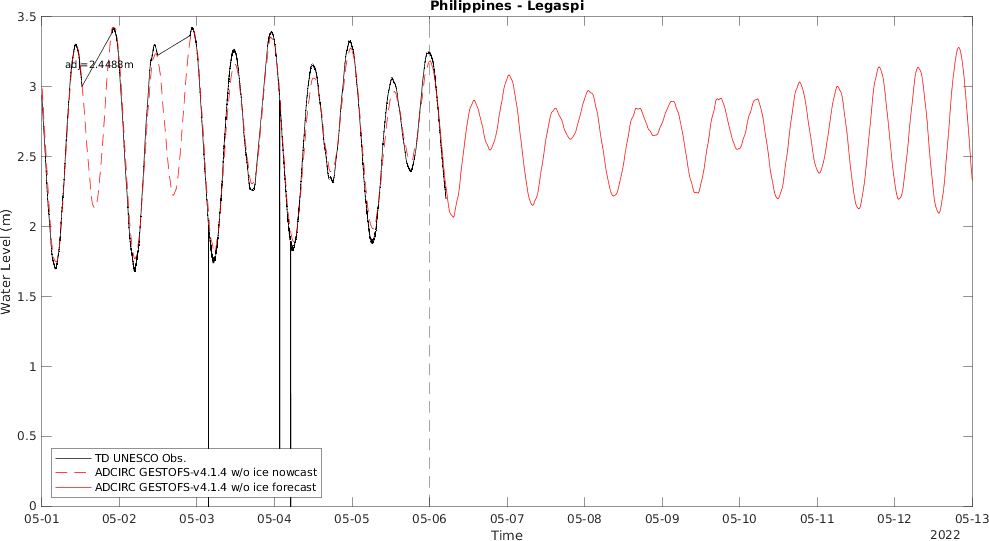 Philippines - Legaspi
3.5
3
2.5
2
1.5
1
0.5
0
Water Level (m)
adj=2.4483m
TD UNESCO Obs.
ADCIRC GESTOFS-v4.1.4 w/o ice nowcast
ADCIRC GESTOFS-v4.1.4 w/o ice forecast
05-01 05-02 05-03 05-04 05-05 05-06 05-07 05-08 05-09 05-10 05-11 05-12 05-13
Time
2022